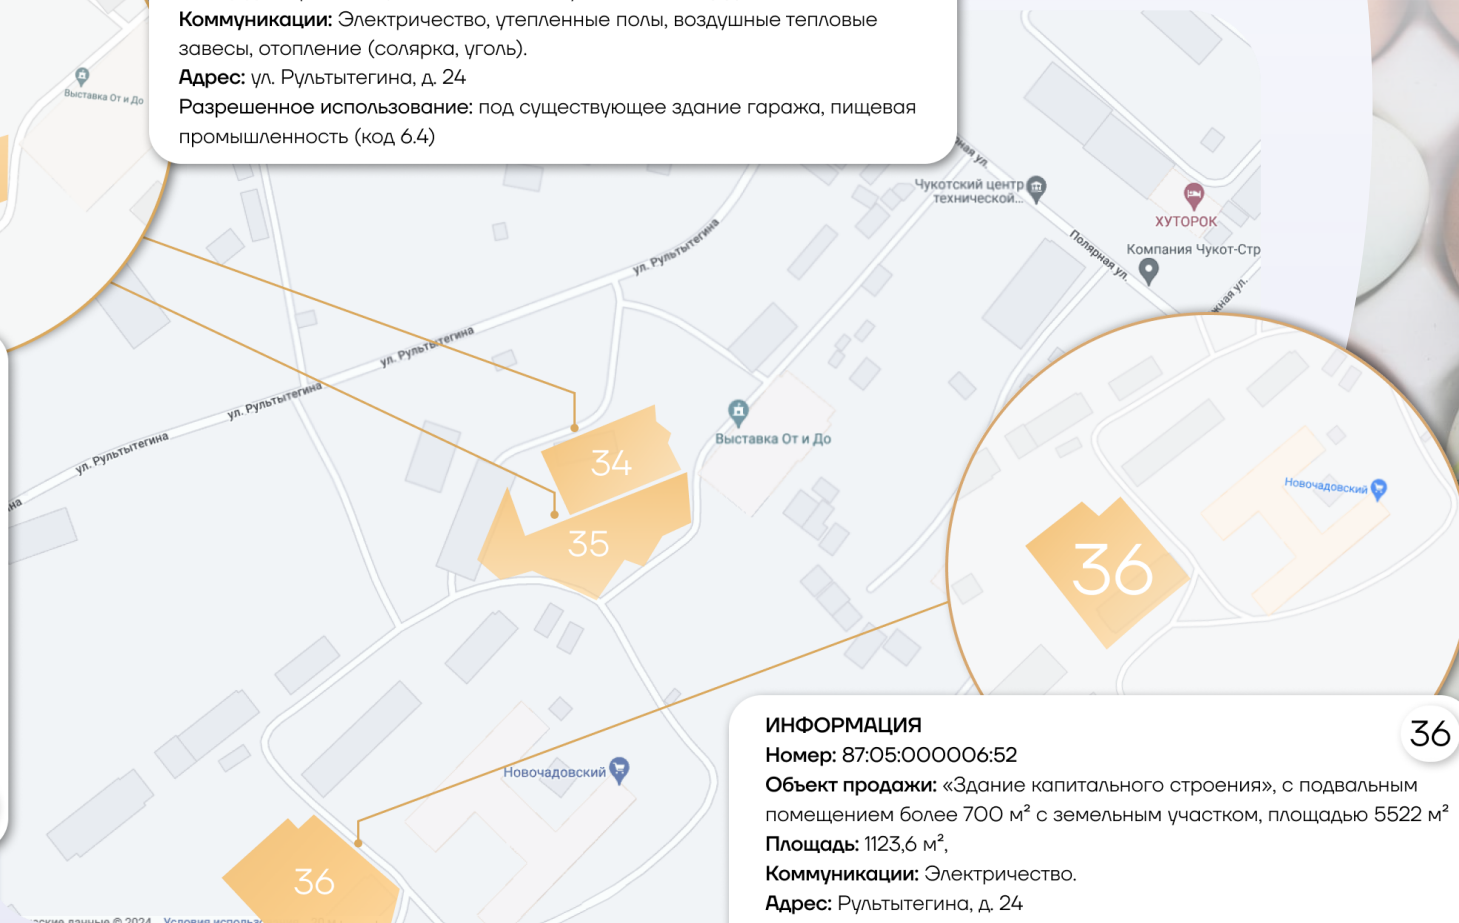 Коммуникации: Электричество, утепленные полы, воздушные тепловые
завесы, отопление (солярка, уголь).
Адрес: ул. Рультытегина, д. 24
Разрешенное использование: под существующее здание гаража, пищевая
промышленность (код 6.4)
Выставка От и До
Чукотский центр
технической...
ХУТОРОК
Полярная ул.
Компания Чукот-Стр
ул. Рультытегина
ул. Рультытегина
ул. Рультытегина
ул. Рультытегина
Выставка От и До
34
35
Новочадовский
36
Новочадовский
36
ИНФОРМАЦИЯ
36
Номер: 87:05:000006:52
Объект продажи: «Здание капитального строения», с подвальным
помещением более 700 м² с земельным участком, площадью 5522 м²
Площадь: 1123,6 м²,
Коммуникации: Электричество.
Адрес: Рультытегина, д. 24